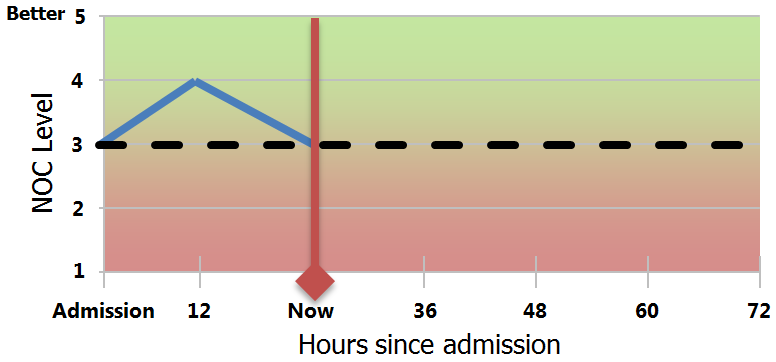 Better 5
4
3
2
1
NOC Level
Admission 12 Now 36 48 60 72
Hours since admission